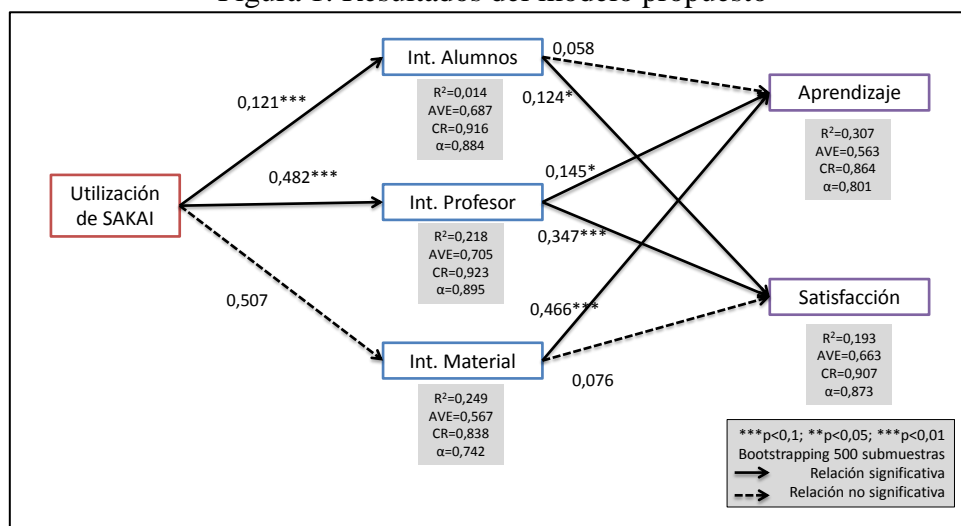 Figura 1. Resultados del modelo propuesto
0,058
Int. Alumnos
R²=0,014
AVE=0,687
CR=0,916
α=0,884
0,121***
0,124*
Aprendizaje
R²=0,307
AVE=0,563
CR=0,864
α=0,801
0,482***
0,145*
Utilización
de SAKAI
Int. Profesor
R²=0,218
AVE=0,705
CR=0,923
α=0,895
0,347***
0,507
0,466***
Satisfacción
R²=0,193
AVE=0,663
CR=0,907
α=0,873
Int. Material
R²=0,249
AVE=0,567
CR=0,838
α=0,742
0,076
***p<0,1; **p<0,05; ***p<0,01
Bootstrapping 500 submuestras
Relación significativa
Relación no significativa